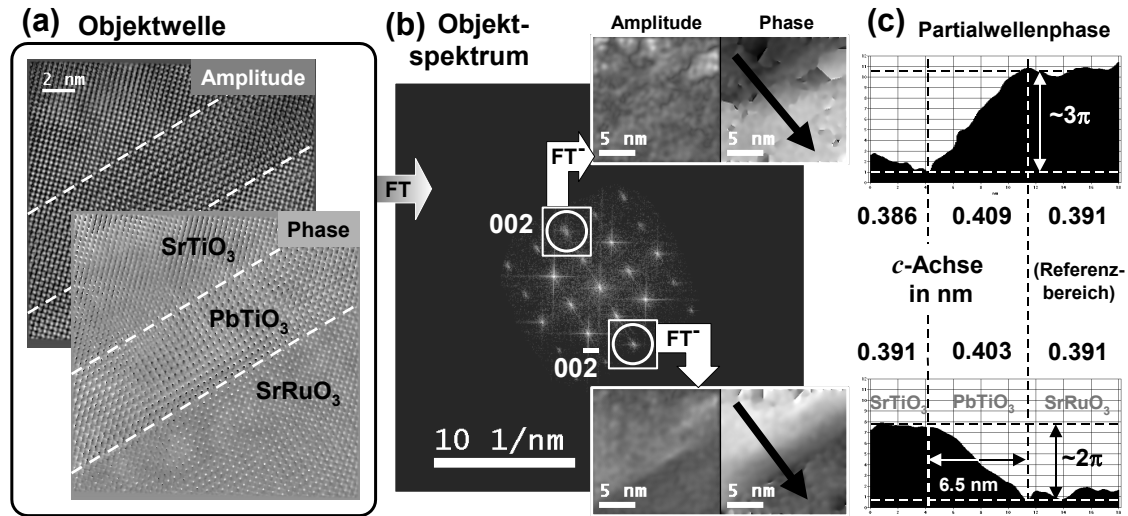 (a) Objektwelle
2 nm
Amplitude
Phase
SrTiO₃
PbTiO₃
SrRuO₃
FT
(b) Objekt-
spektrum
Amplitude
Phase
5 nm
5 nm
FT⁻
002
002̅
FT⁻
10 1/nm
5 nm
5 nm
(c) Partialwellenphase
~3π
0.386
0.409
0.391
c-Achse
in nm
(Referenz-
bereich)
0.391
0.403
0.391
SrTiO₃
PbTiO₃
SrRuO₃
~2π
6.5 nm